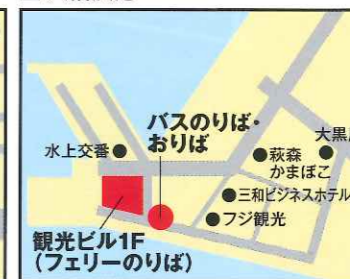 バスのりば・
おりば
水上交番
大黒
萩森
かまぼこ
三和ビジネスホテル
フジ観光
観光ビル1F
(フェリーのりば)